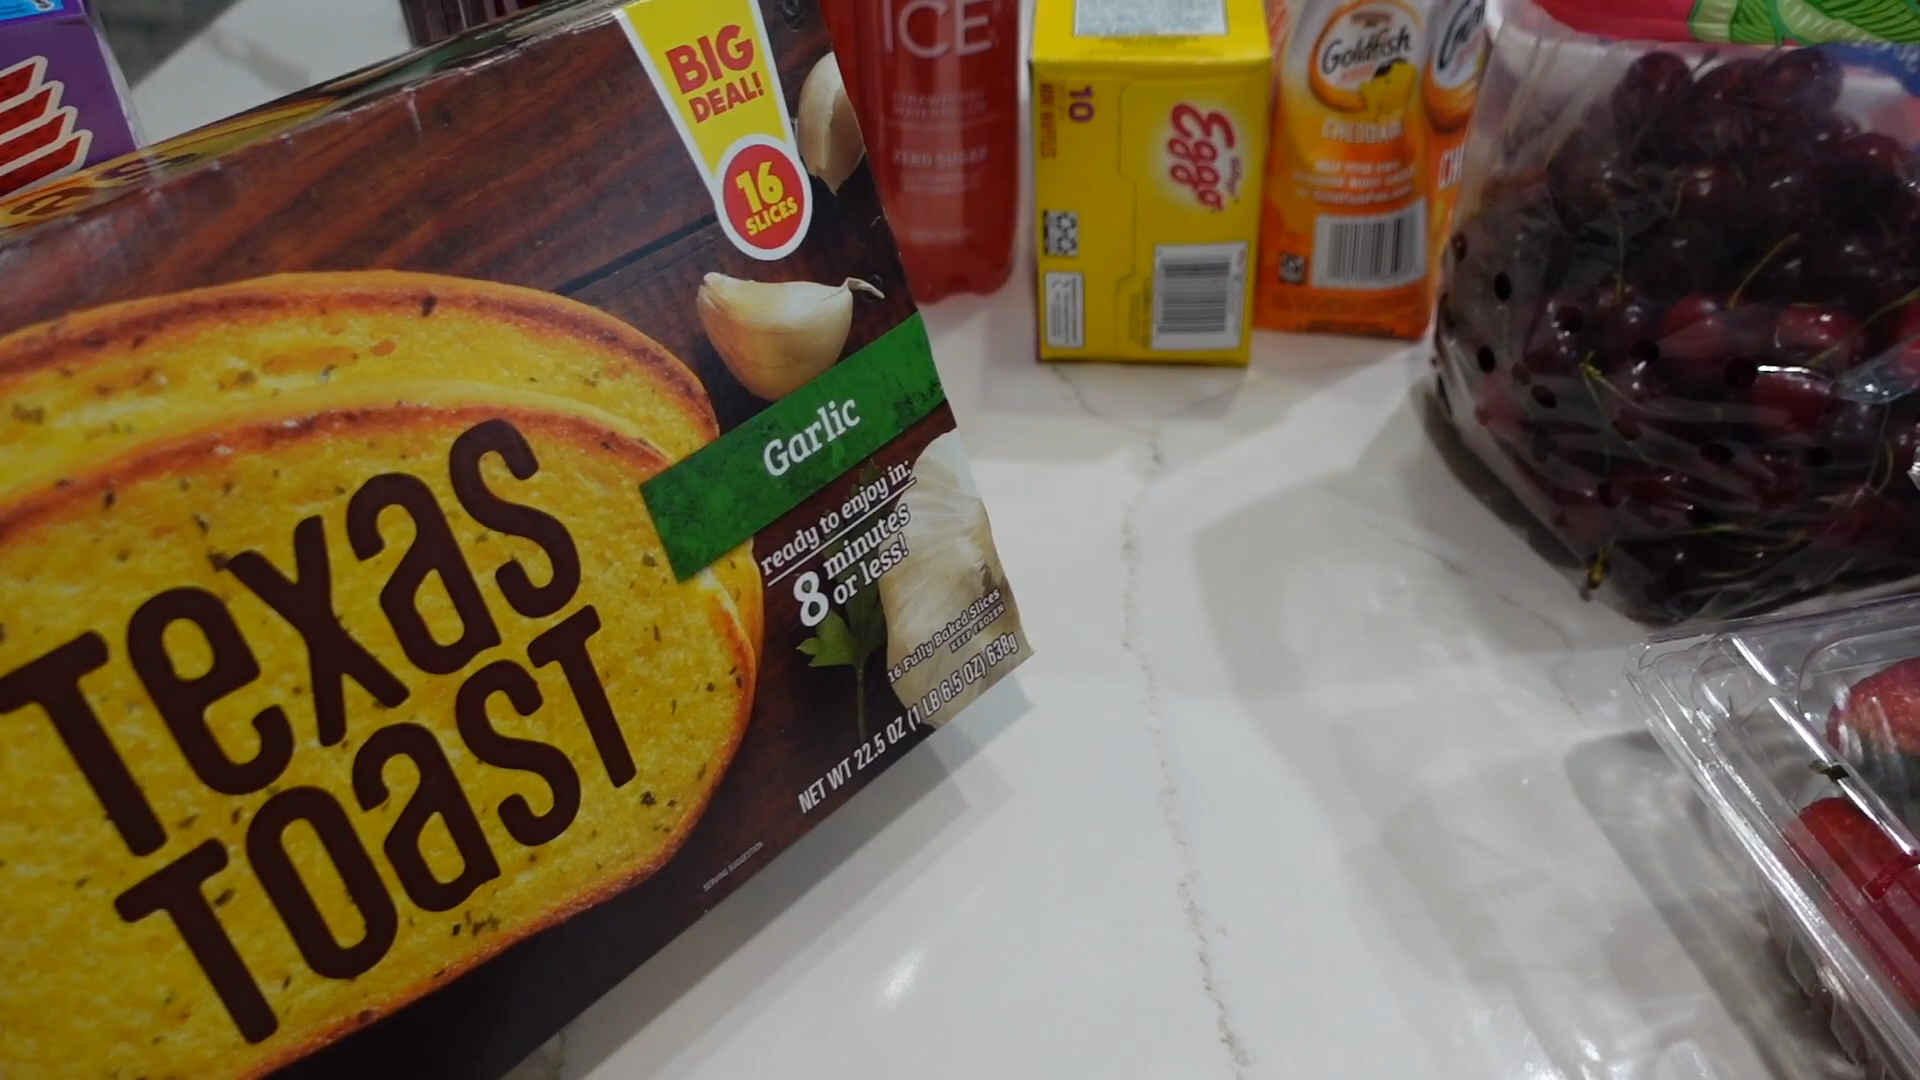 BIG
DEAL!
16
SLICES
Garlic
ready to enjoy in:
8 minutes
or less!
Texas
Toast
16 Fully Baked Slices
KEEP FROZEN
NET WT 22.5 OZ (1 LB 6.5 OZ) 638g
SERVING SUGGESTION
ICE
ZERO SUGAR
10
Eggo
Goldfish
CHEDDAR